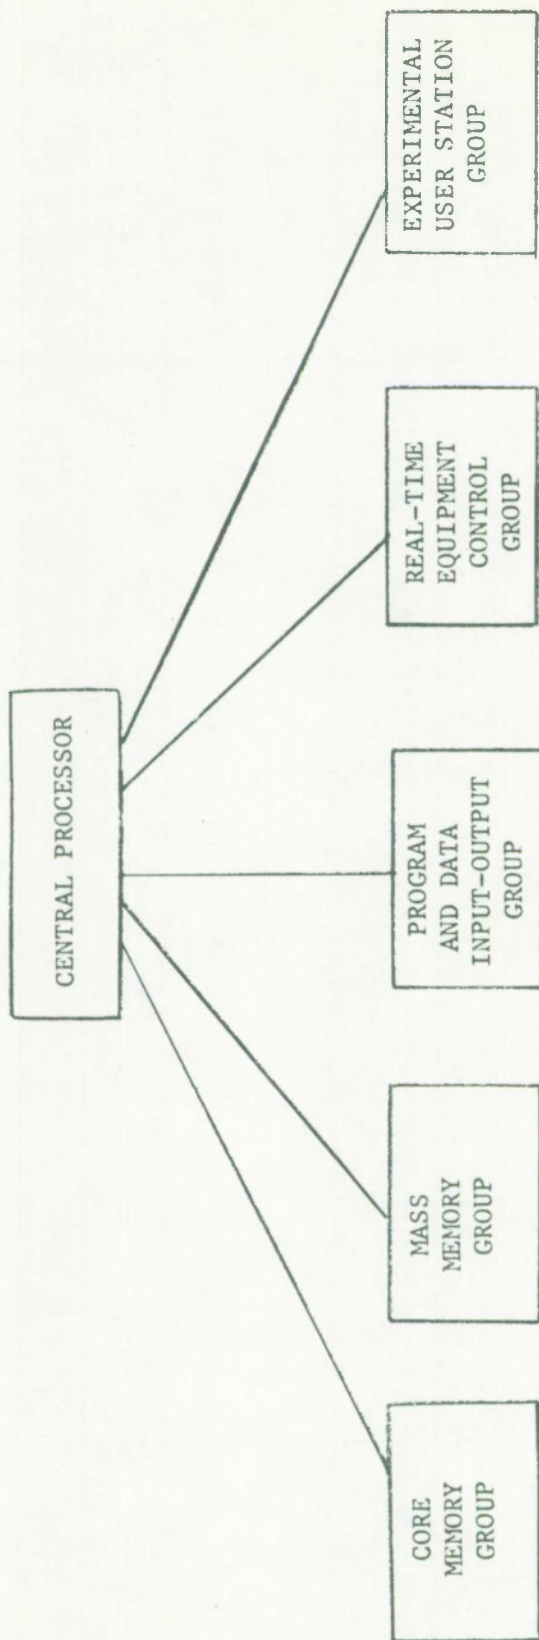 CENTRAL PROCESSOR
CORE
MEMORY
GROUP
MASS
MEMORY
GROUP
PROGRAM
AND DATA
INPUT-OUTPUT
GROUP
REAL-TIME
EQUIPMENT
CONTROL
GROUP
EXPERIMENTAL
USER STATION
GROUP